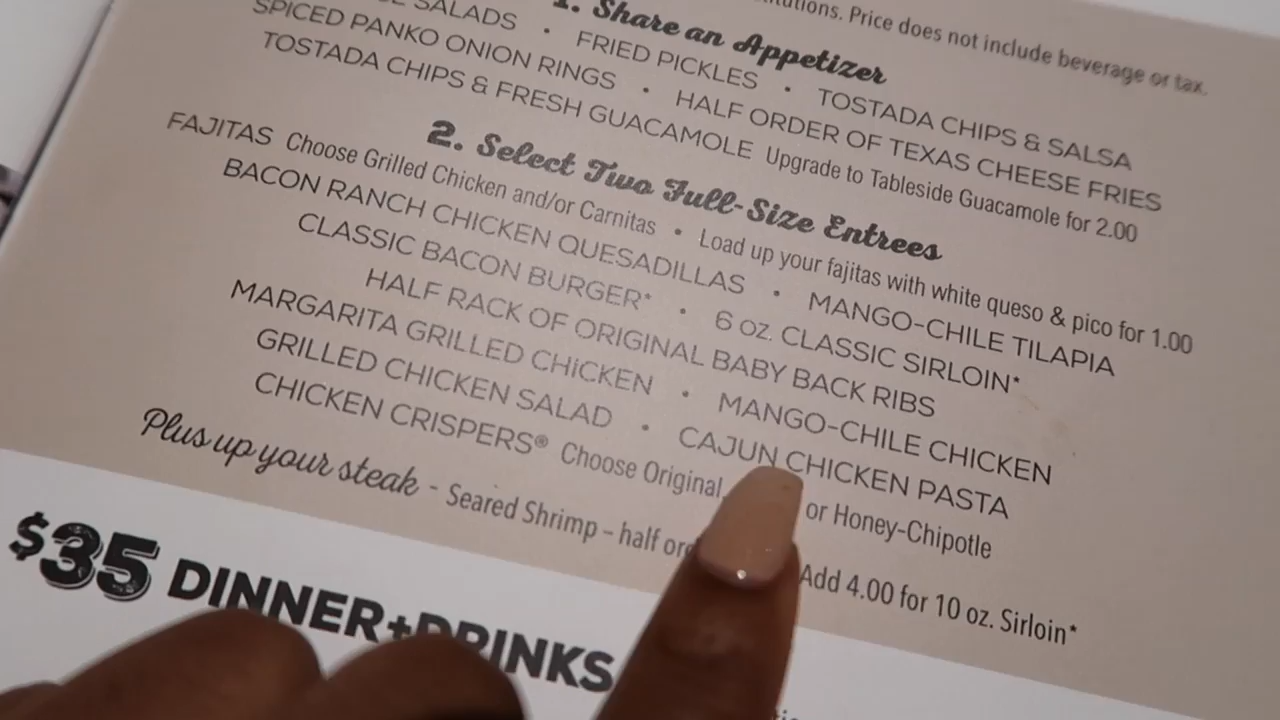 tutions. Price does not include beverage or tax.
1. Share an Appetizer
SALADS • FRIED PICKLES • TOSTADA CHIPS & SALSA
SPICED PANKO ONION RINGS • HALF ORDER OF TEXAS CHEESE FRIES
TOSTADA CHIPS & FRESH GUACAMOLE Upgrade to Tableside Guacamole for 2.00
2. Select Two Full-Size Entrees
FAJITAS Choose Grilled Chicken and/or Carnitas • Load up your fajitas with white queso & pico for 1.00
BACON RANCH CHICKEN QUESADILLAS • MANGO-CHILE TILAPIA
CLASSIC BACON BURGER* • 6 oz. CLASSIC SIRLOIN*
HALF RACK OF ORIGINAL BABY BACK RIBS
MARGARITA GRILLED CHICKEN • MANGO-CHILE CHICKEN
GRILLED CHICKEN SALAD • CAJUN CHICKEN PASTA
CHICKEN CRISPERS® Choose Original, or Honey-Chipotle
Plus up your steak - Seared Shrimp – half Add 4.00 for 10 oz. Sirloin*
$35 DINNER+DRINKS